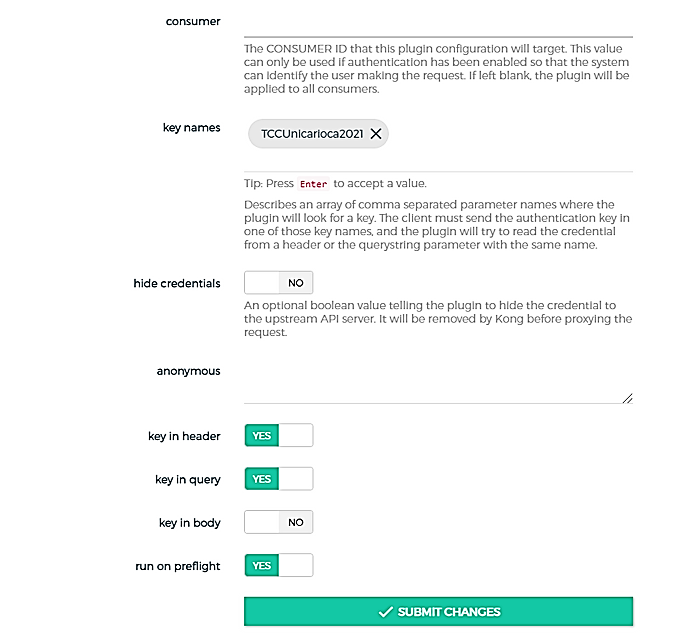 consumer
The CONSUMER ID that this plugin configuration will target. This value
can only be used if authentication has been enabled so that the system
can identify the user making the request. If left blank, the plugin will be
applied to all consumers.
key names
TCCUnicarioca2021
Tip: Press Enter to accept a value.
Describes an array of comma separated parameter names where the
plugin will look for a key. The client must send the authentication key in
one of those key names, and the plugin will try to read the credential
from a header or the querystring parameter with the same name.
hide credentials
NO
An optional boolean value telling the plugin to hide the credential to
the upstream API server. It will be removed by Kong before proxying the
request.
anonymous
key in header
YES
key in query
YES
key in body
NO
run on preflight
YES
SUBMIT CHANGES